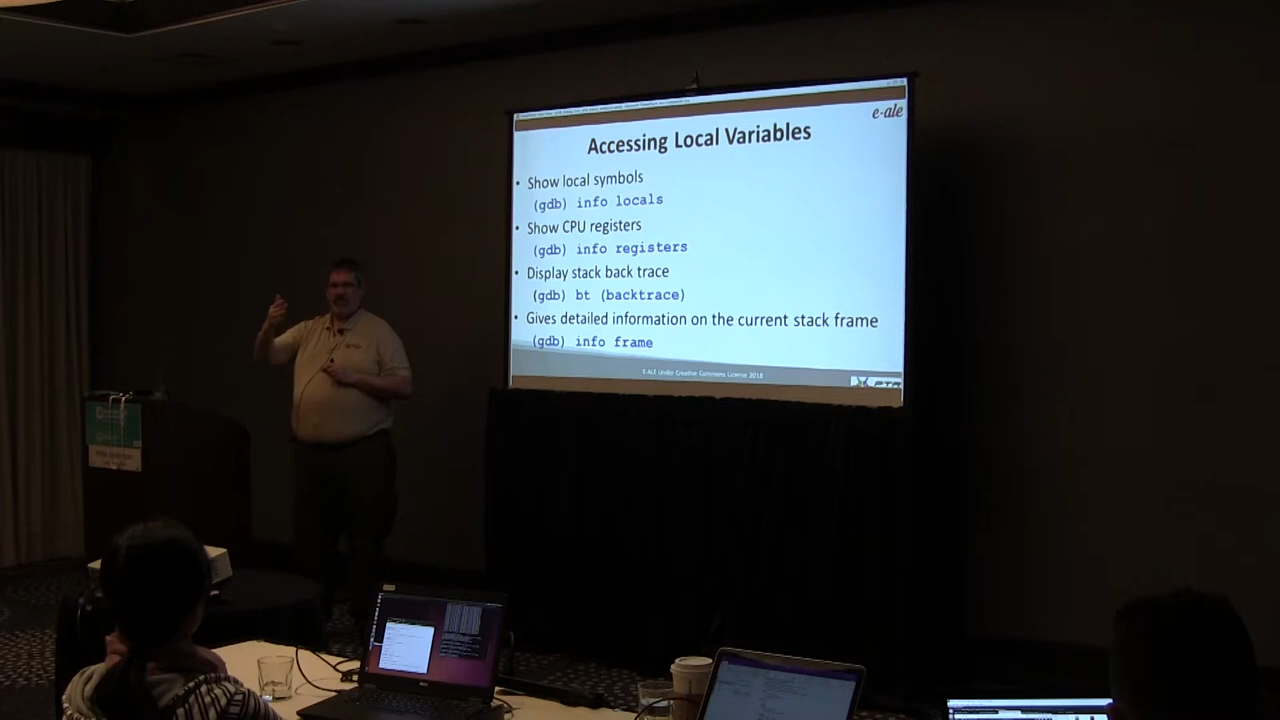 e-ale
Accessing Local Variables
• Show local symbols
(gdb) info locals
• Show CPU registers
(gdb) info registers
• Display stack back trace
(gdb) bt (backtrace)
• Gives detailed information on the current stack frame
(gdb) info frame
E-ALE Under Creative Commons License 2018